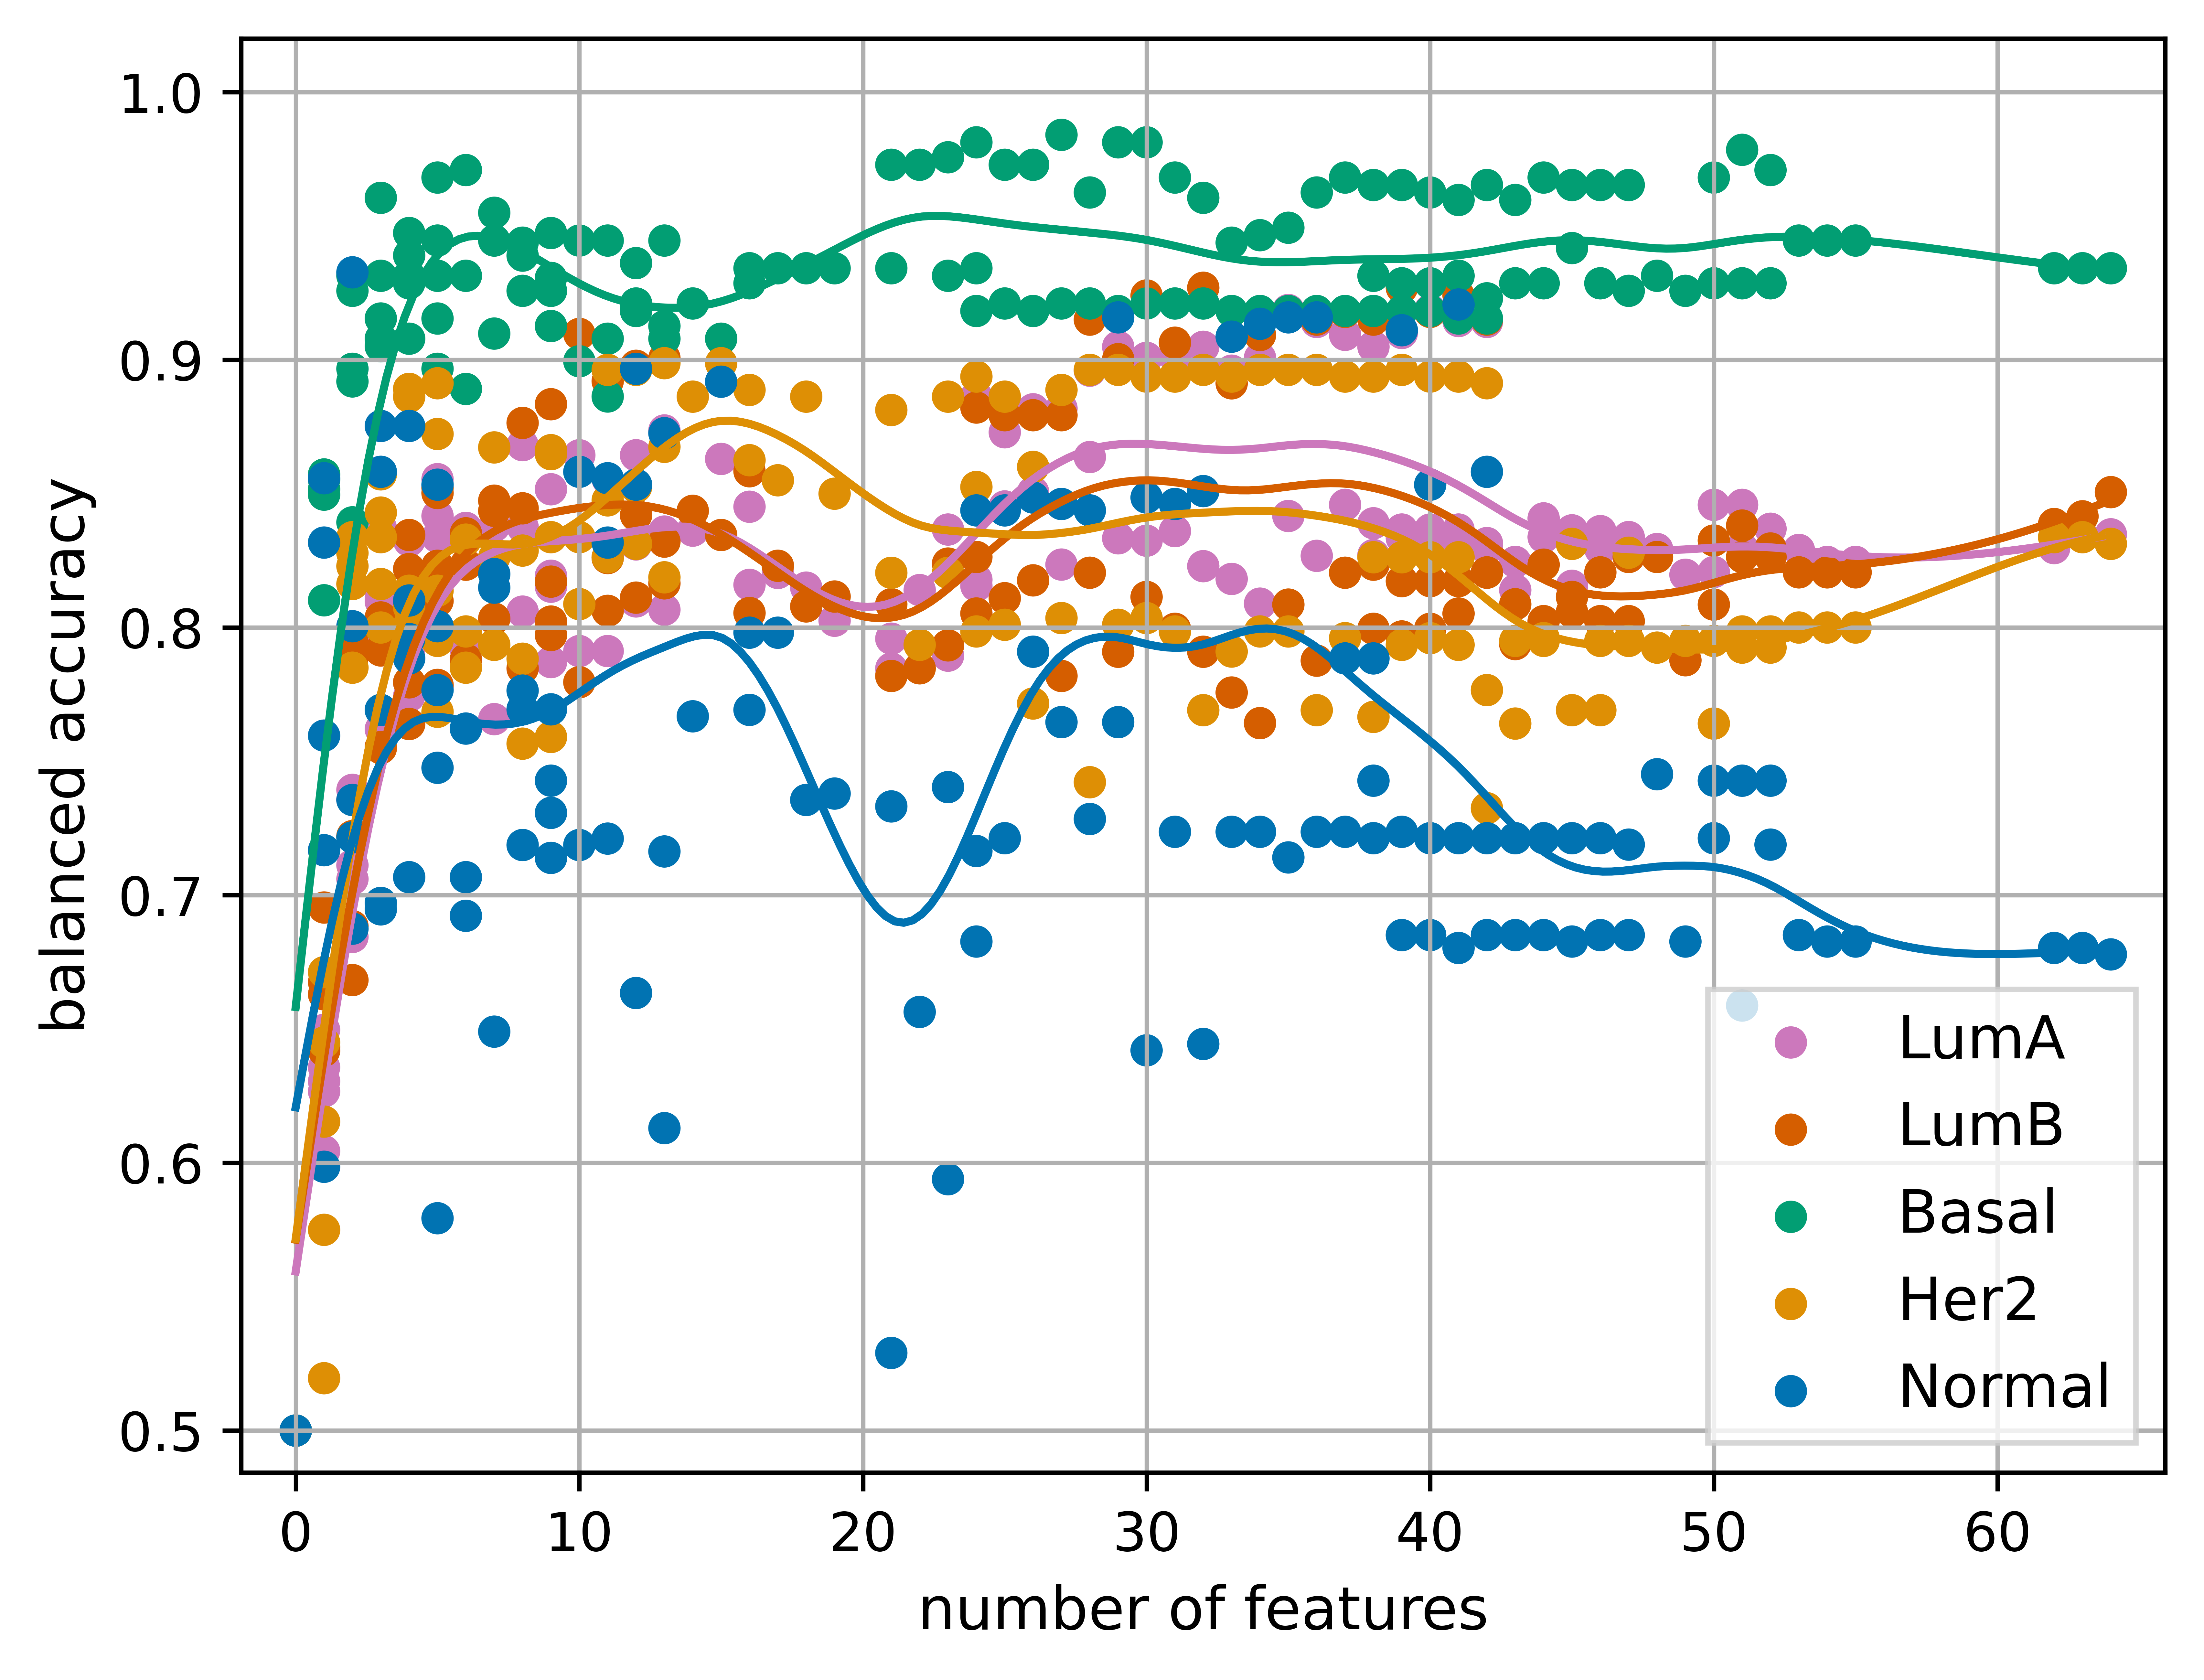 1.0
0.9
0.8
0.7
0.6
0.5
balanced accuracy
LumA
LumB
Basal
Her2
Normal
0 10 20 30 40 50 60
number of features